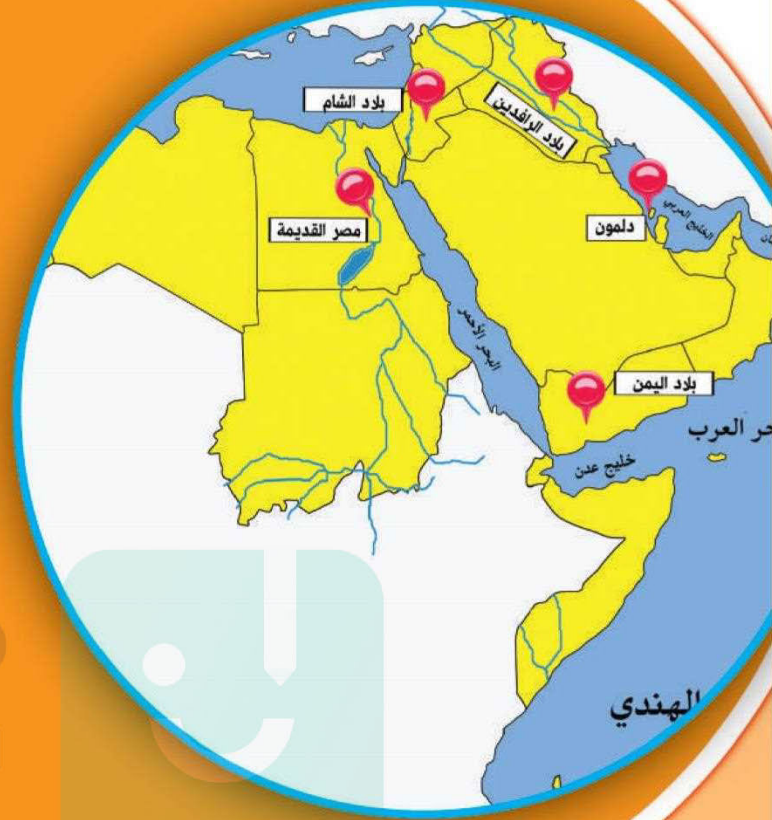 بلاد الشام
بلاد الرافدين
مصر القديمة
دلمون
الخليج العربي
البحر الأحمر
بلاد اليمن
حر العرب
خليج عدن
الهندي